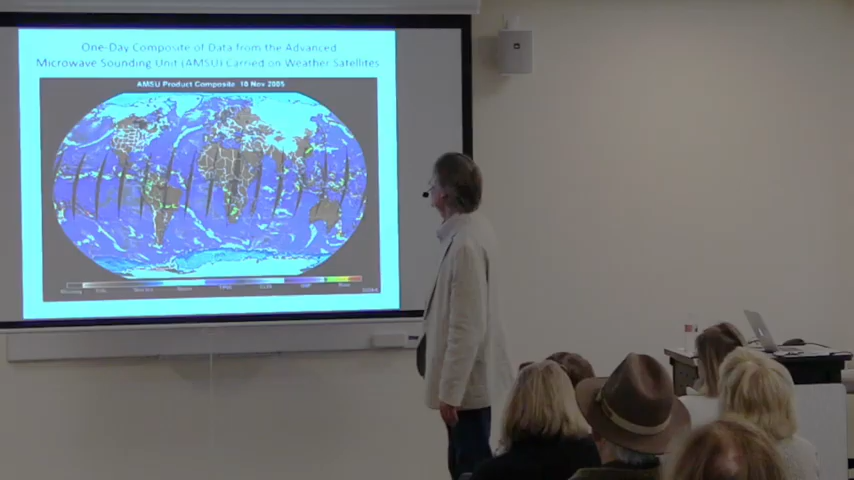 One-Day Composite of Data from the Advanced
Microwave Sounding Unit (AMSU) Carried on Weather Satellites
AMSU Product Composite 10 Nov 2005